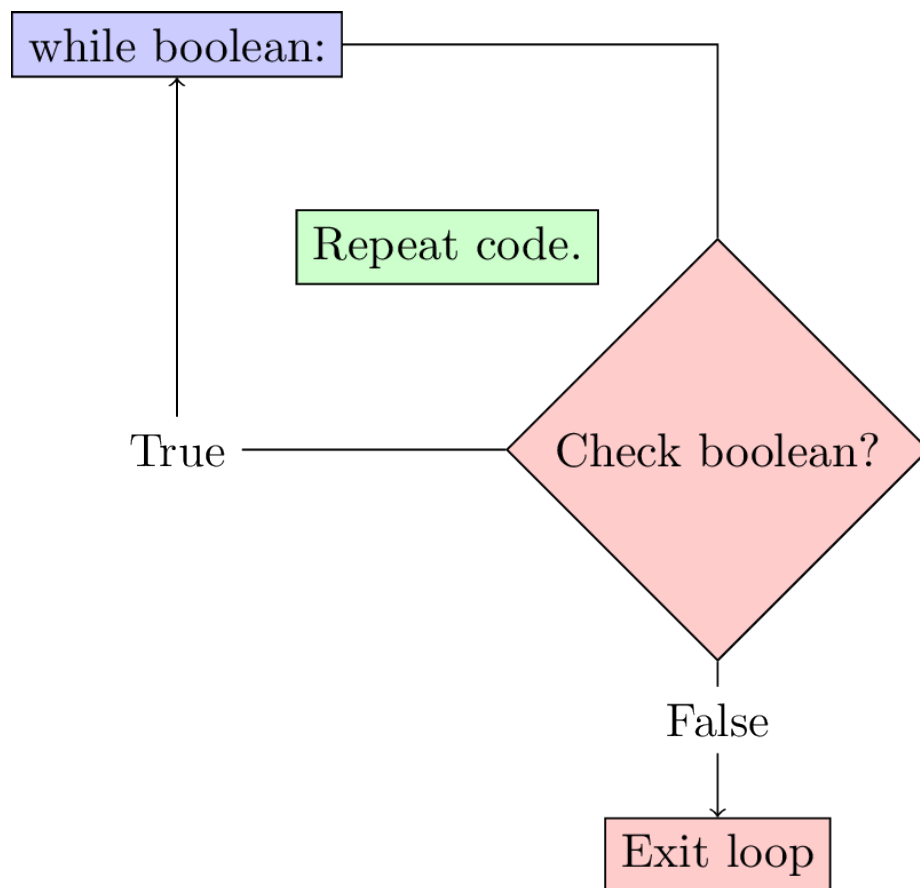 while boolean:
Repeat code.
True
Check boolean?
False
Exit loop